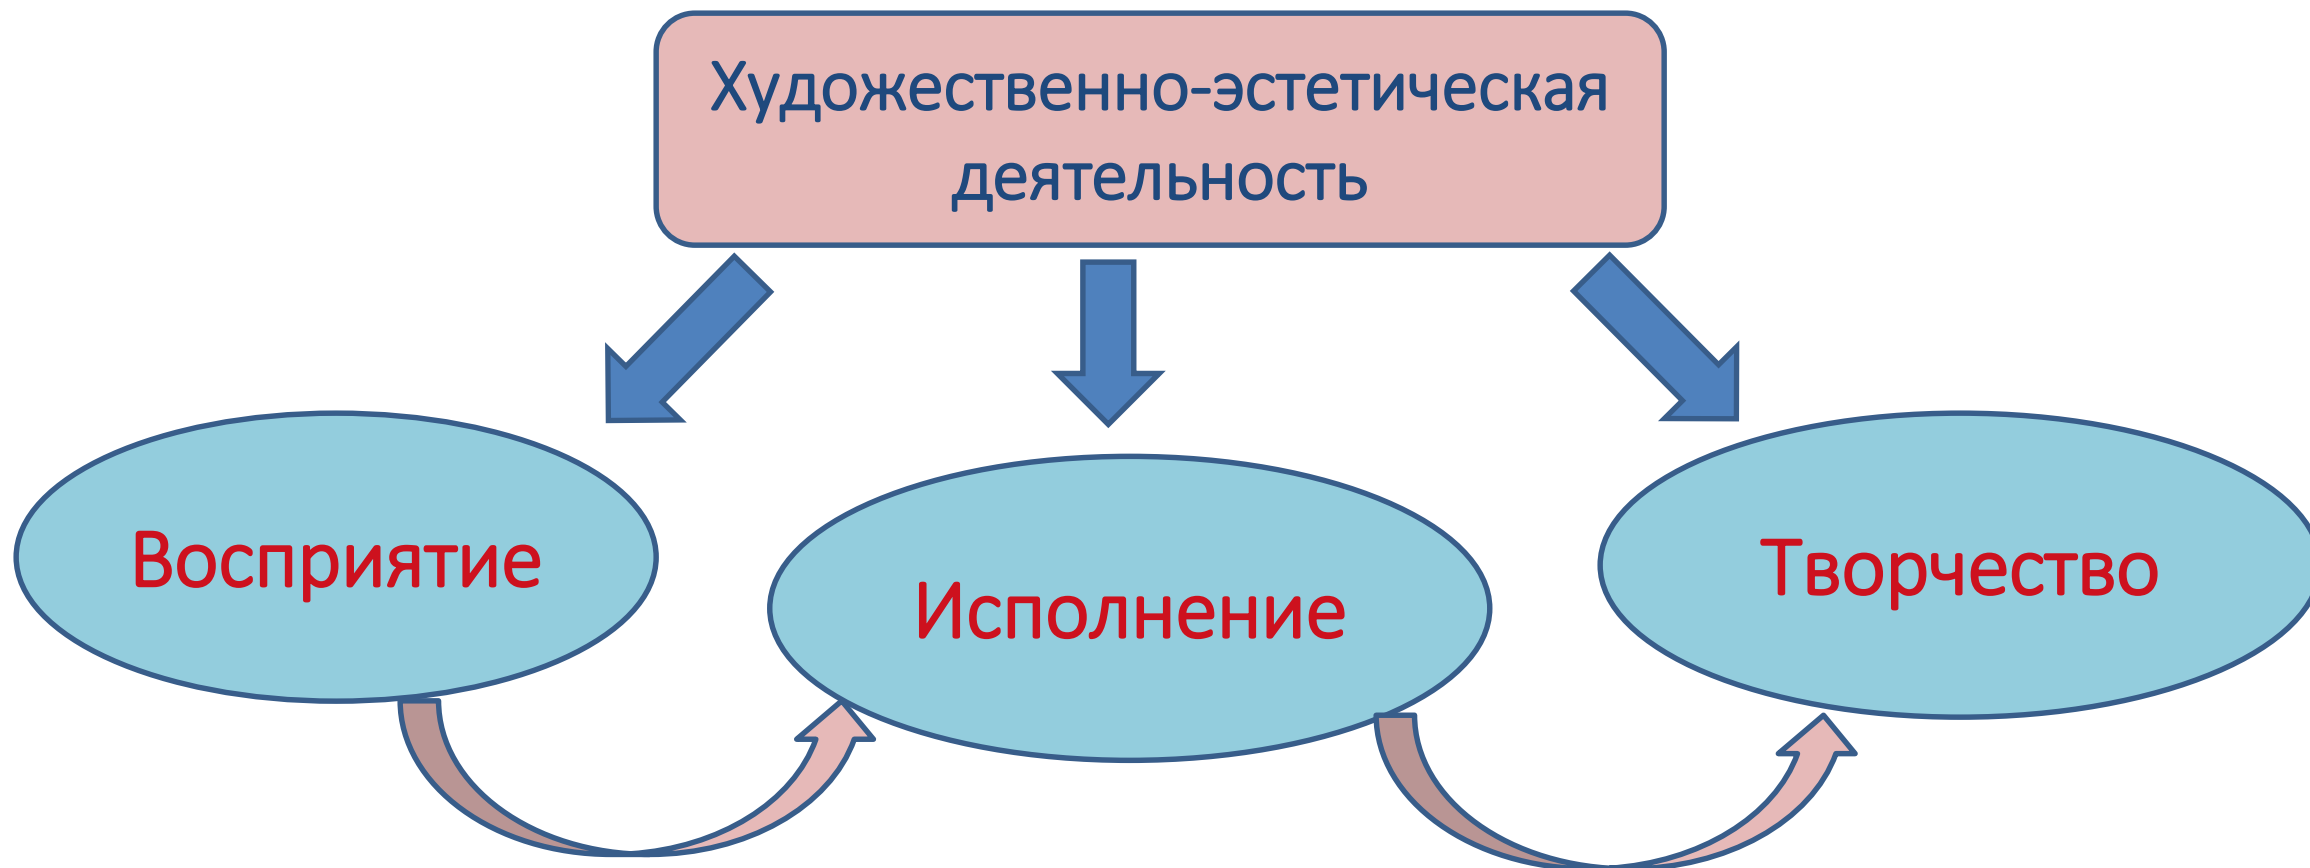 Художественно-эстетическая
деятельность
Восприятие
Исполнение
Творчество